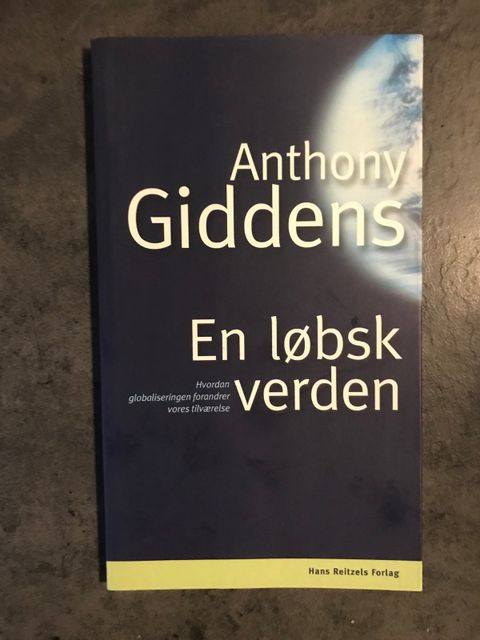 Anthony
Giddens
En løbsk
verden
Hvordan
globaliseringen forandrer
vores tilværelse
Hans Reitzels Forlag